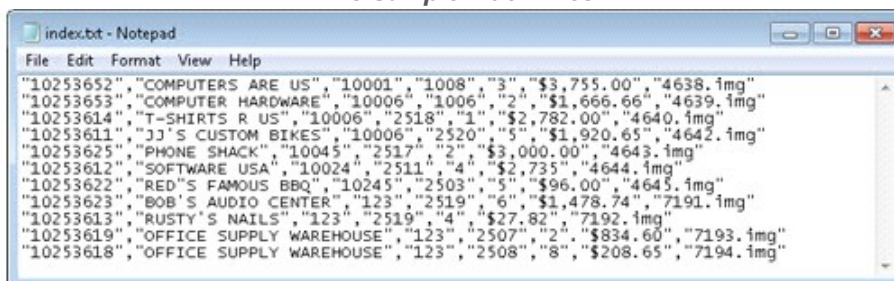 index.txt - Notepad
File Edit Format View Help
"10253652","COMPUTERS ARE US","10001","1008","3","$3,755.00","4638.img"
"10253653","COMPUTER HARDWARE","10006","1006","2","$1,666.66","4639.img"
"10253614","T-SHIRTS R US","10006","2518","1","$2,782.00","4640.img"
"10253611","JJ'S CUSTOM BIKES","10006","2520","5","$1,920.65","4642.img"
"10253625","PHONE SHACK","10045","2517","2","$3,000.00","4643.img"
"10253612","SOFTWARE USA","10024","2511","4","$2,735","4644.img"
"10253622","RED"S FAMOUS BBQ","10245","2503","5","$96.00","4645.img"
"10253623","BOB'S AUDIO CENTER","123","2519","6","$1,478.74","7191.img"
"10253613","RUSTY'S NAILS","123","2519","4","$27.82","7192.img
"10253619","OFFICE SUPPLY WAREHOUSE","123","2507","2","$834.60","7193.img"
"10253618","OFFICE SUPPLY WAREHOUSE","123","2508","8","$208.65","7194.img"